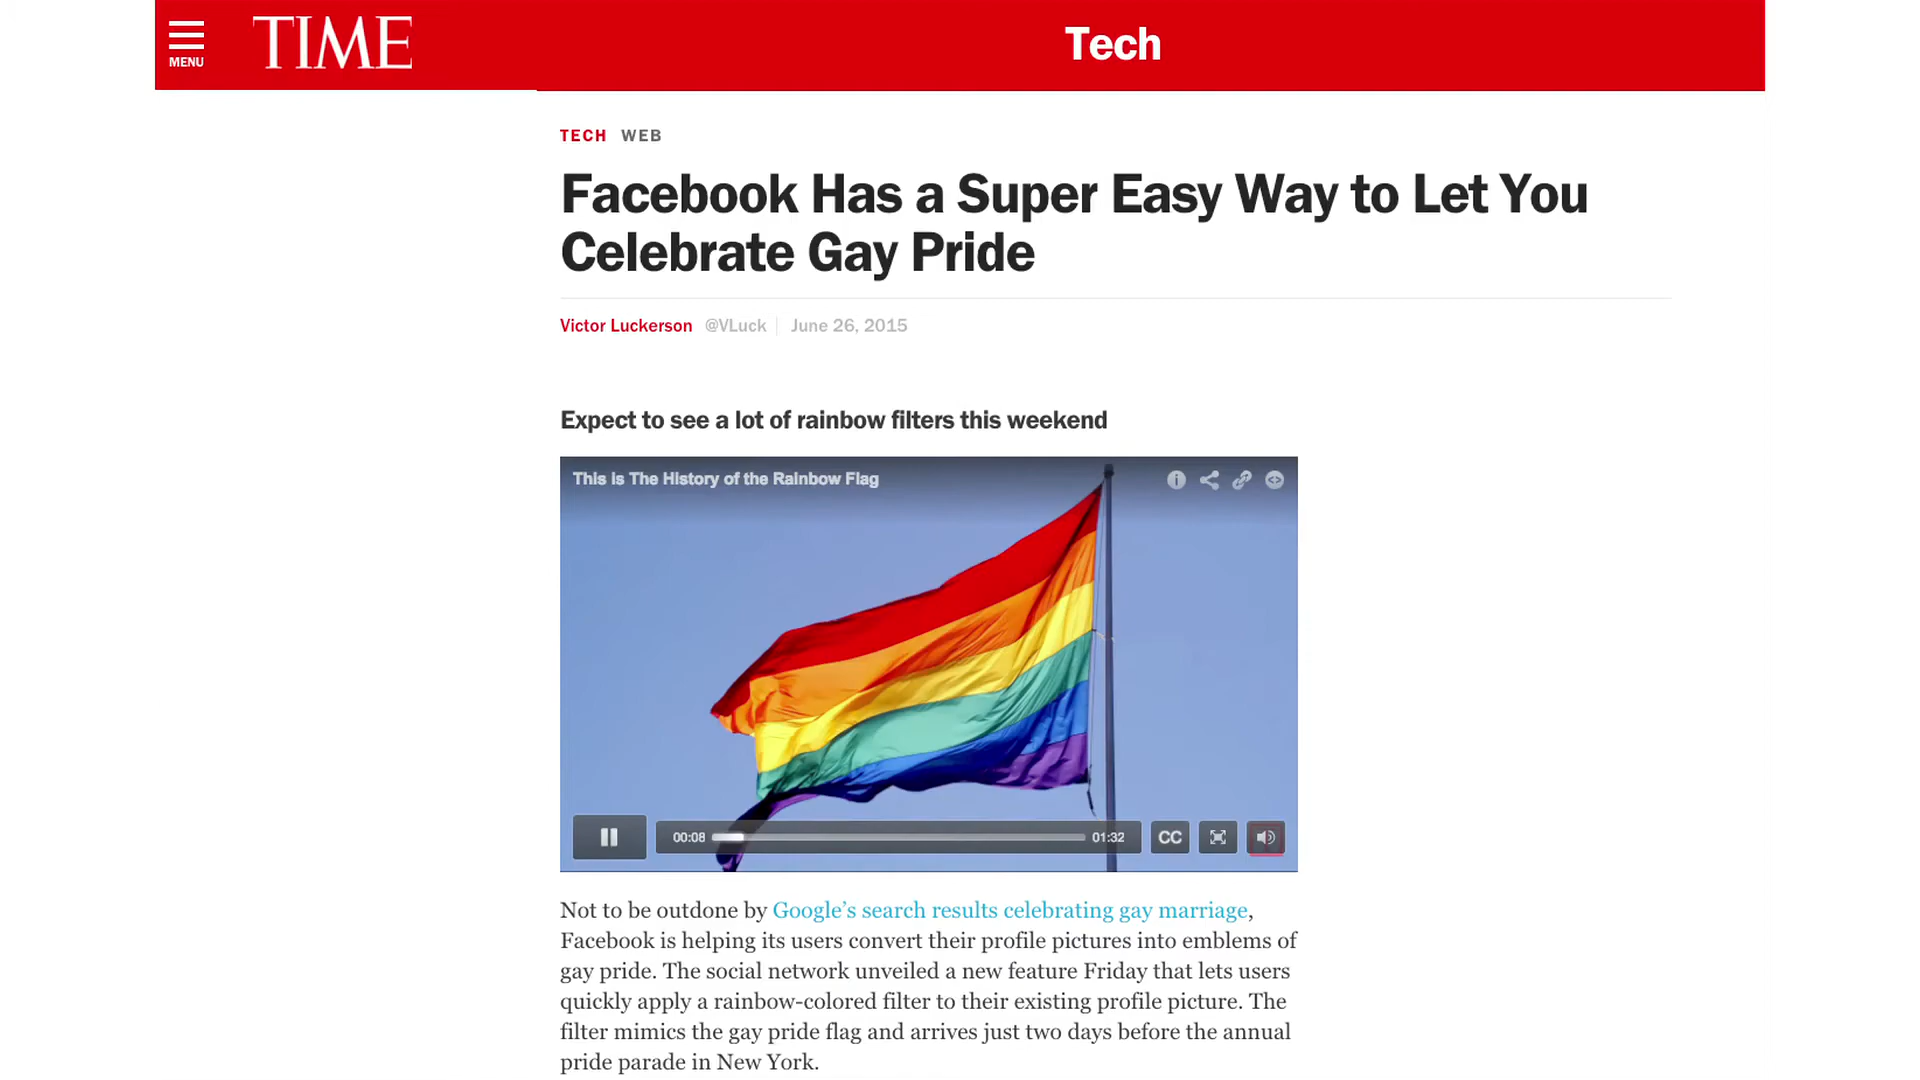 MENU
TIME
Tech
TECH WEB
Facebook Has a Super Easy Way to Let You
Celebrate Gay Pride
Victor Luckerson @VLuck June 26, 2015
Expect to see a lot of rainbow filters this weekend
This is The History of the Rainbow Flag
00:08 01:32 CC
Not to be outdone by Google’s search results celebrating gay marriage,
Facebook is helping its users convert their profile pictures into emblems of
gay pride. The social network unveiled a new feature Friday that lets users
quickly apply a rainbow-colored filter to their existing profile picture. The
filter mimics the gay pride flag and arrives just two days before the annual
pride parade in New York.